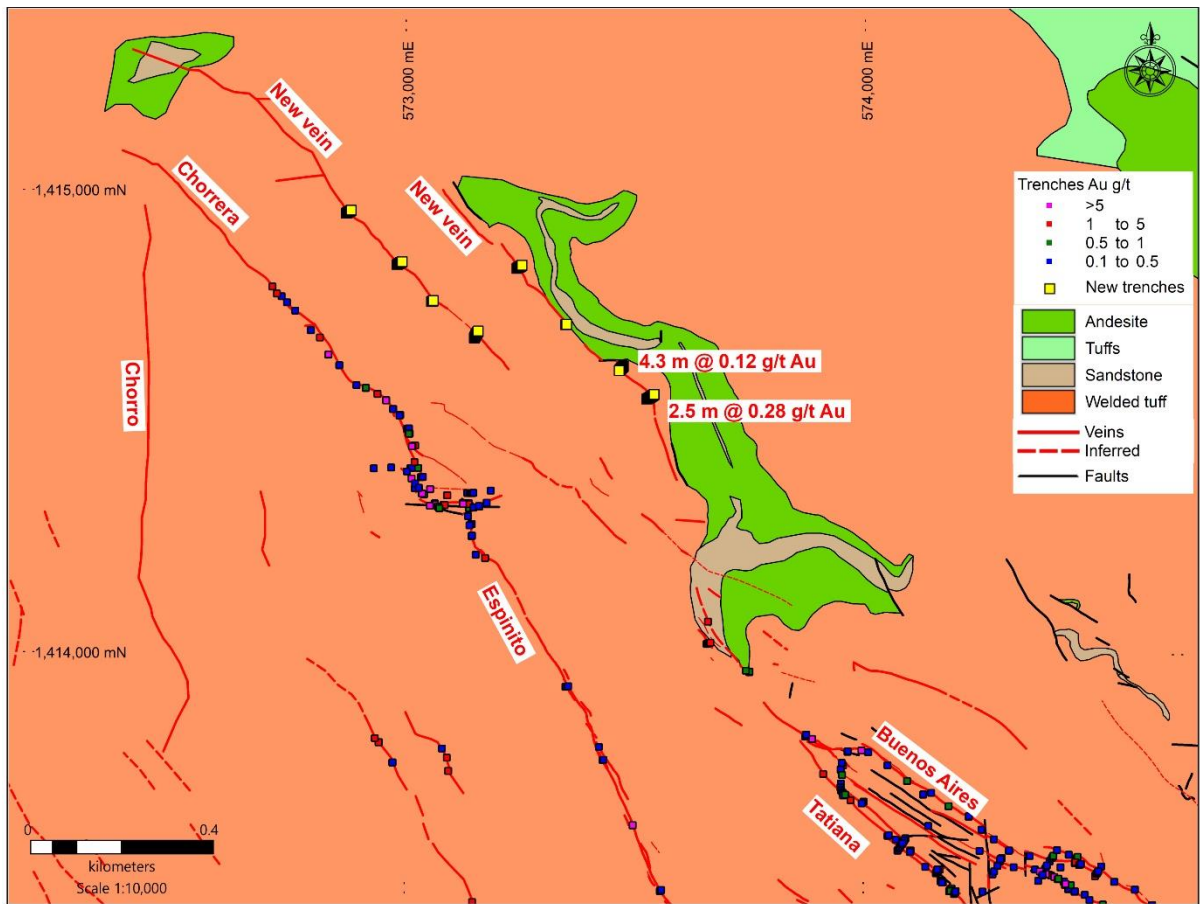 573,000 mE
574,000 mE
1,415,000 mN
1,414,000 mN
New vein
Chorrera
New vein
Chorro
4.3 m @ 0.12 g/t Au
2.5 m @ 0.28 g/t Au
Espinito
Buenos Aires
Tatiana
Trenches Au g/t
>5
1 to 5
0.5 to 1
0.1 to 0.5
New trenches
Andesite
Tuffs
Sandstone
Welded tuff
Veins
Inferred
Faults
0 0.4
kilometers
Scale 1:10,000